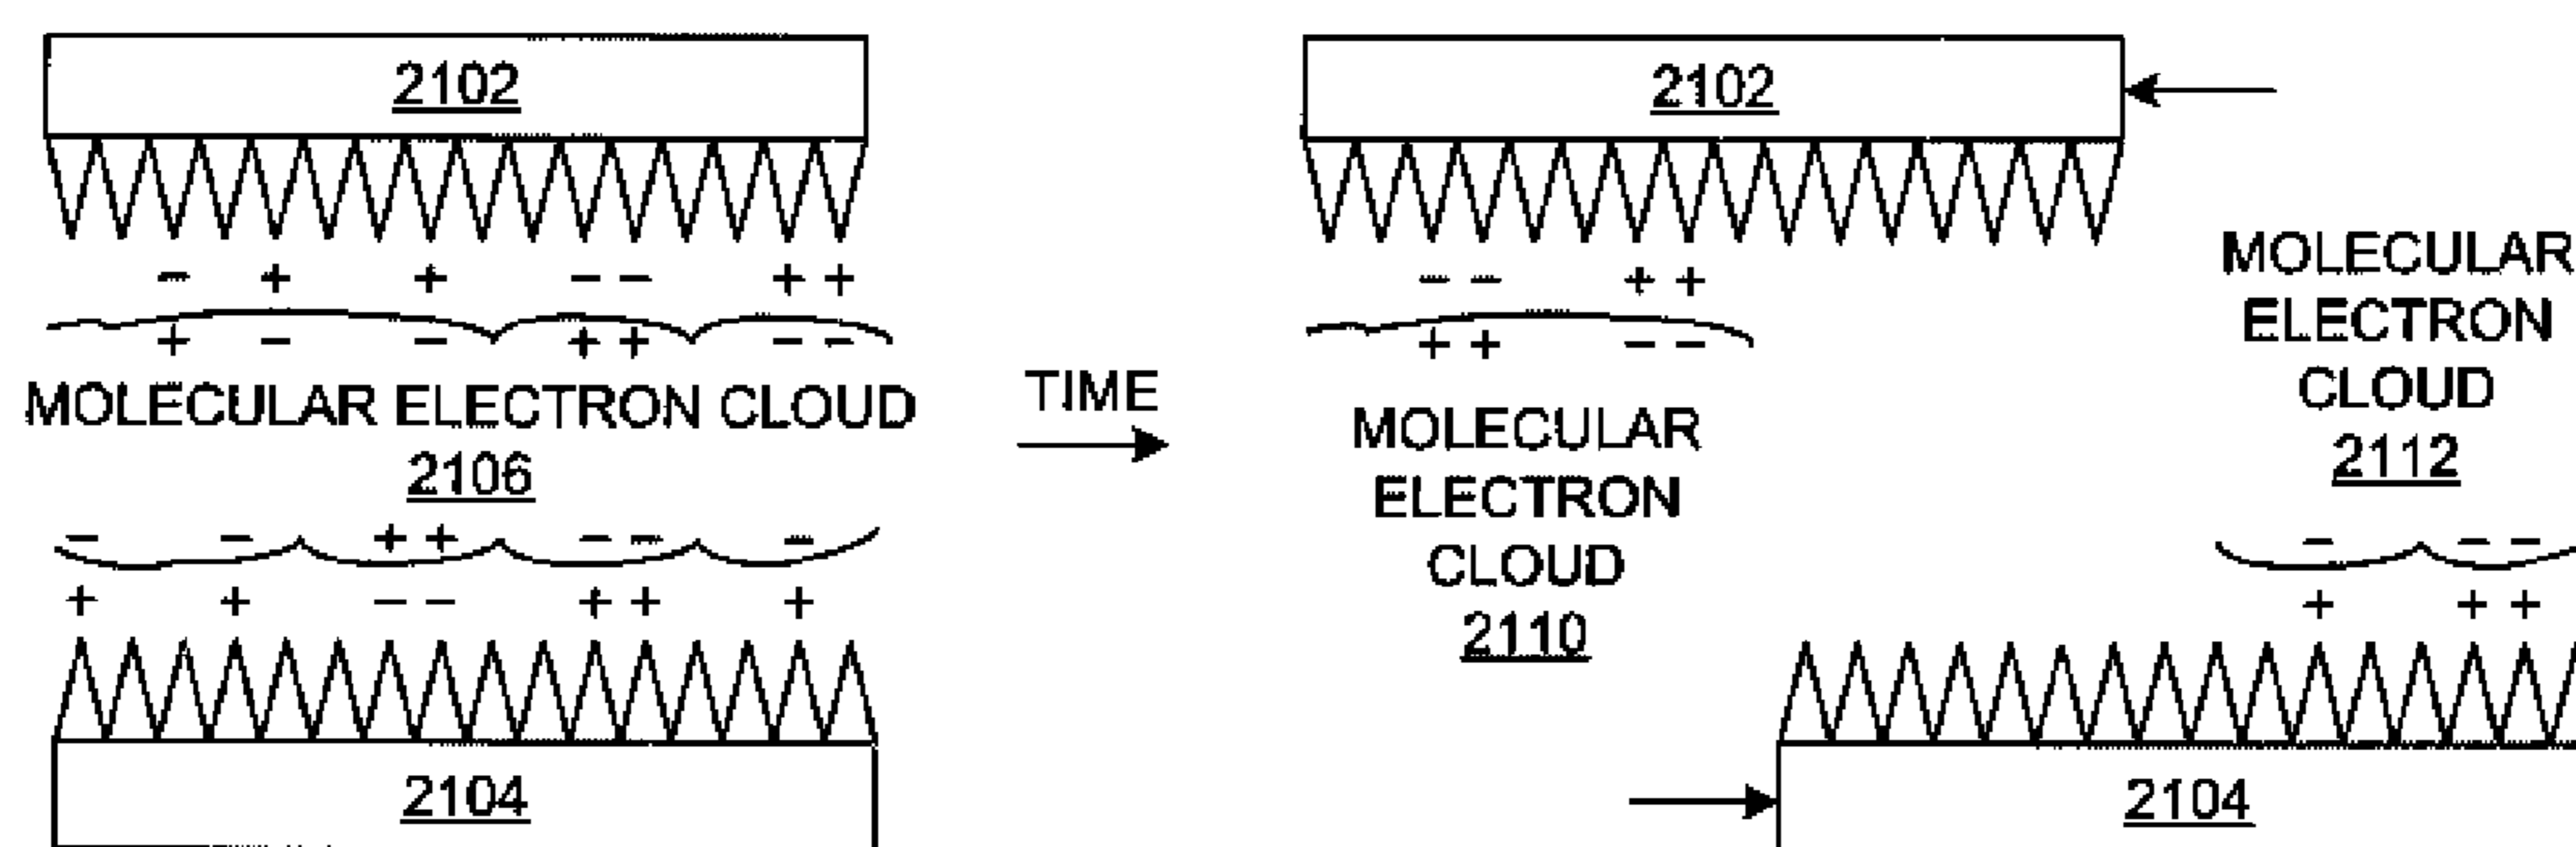 2102
- + + - - + +
+ - - + + - -
MOLECULAR ELECTRON CLOUD
2106
- - + + - - -
+ + - - + + +
2104
TIME
2102
- - + +
+ + - -
MOLECULAR
ELECTRON
CLOUD
2110
MOLECULAR
ELECTRON
CLOUD
2112
- - -
+ + +
2104